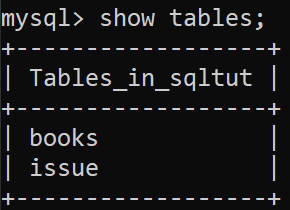 mysql> show tables;
+------------------+
| Tables_in_sqltut |
+------------------+
| books            |
| issue            |
+------------------+